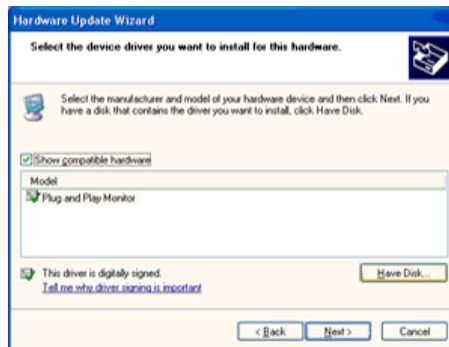 Hardware Update Wizard
Select the device driver you want to install for this hardware.
Select the manufacturer and model of your hardware device and then click Next. If you
have a disk that contains the driver you want to install, click Have Disk.
Show compatible hardware
Model
Plug and Play Monitor
This driver is digitally signed.
Have Disk...
Tell me why driver signing is important
< Back
Next >
Cancel